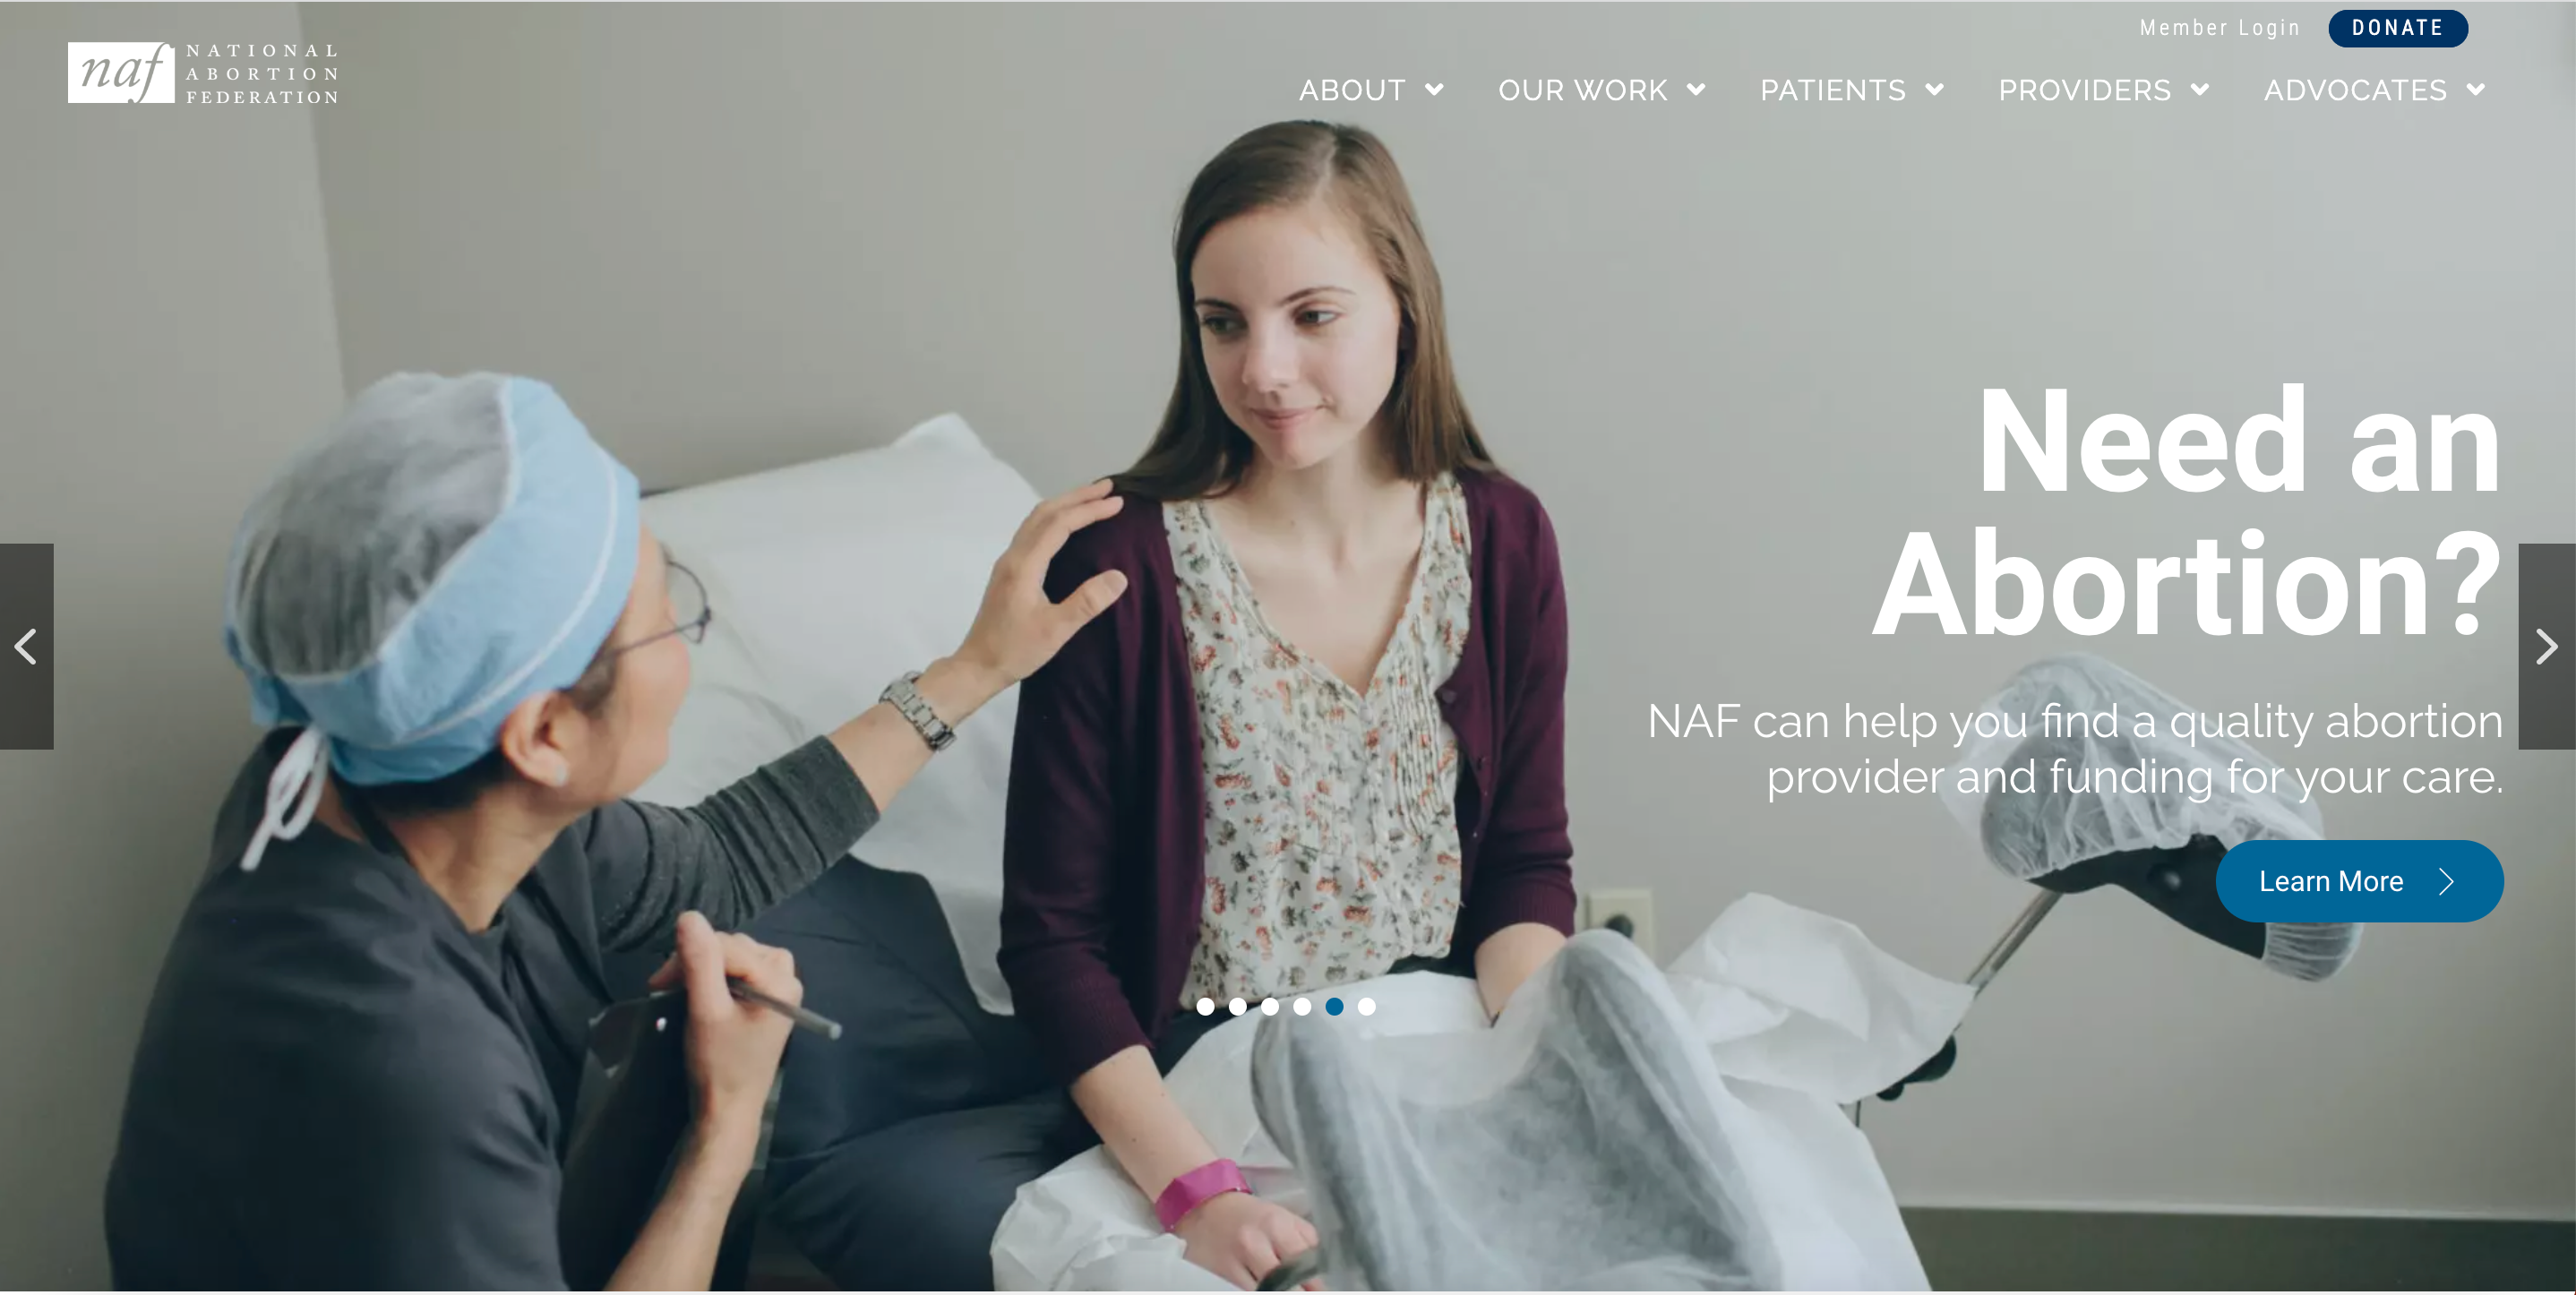 Member Login DONATE
naf NATIONAL
ABORTION
FEDERATION
ABOUT OUR WORK PATIENTS PROVIDERS ADVOCATES
Need an
Abortion?
NAF can help you find a quality abortion
provider and funding for your care.
Learn More